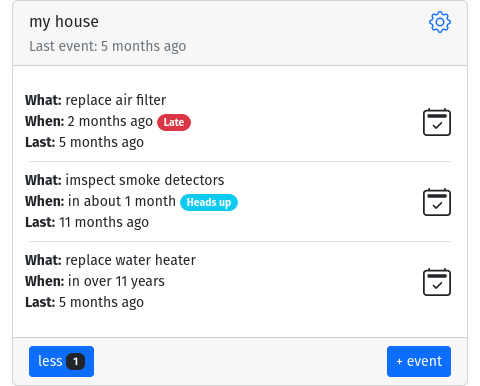 my house
Last event: 5 months ago
What: replace air filter
When: 2 months ago Late
Last: 5 months ago
What: imspect smoke detectors
When: in about 1 month Heads up
Last: 11 months ago
What: replace water heater
When: in over 11 years
Last: 5 months ago
less 1
+ event